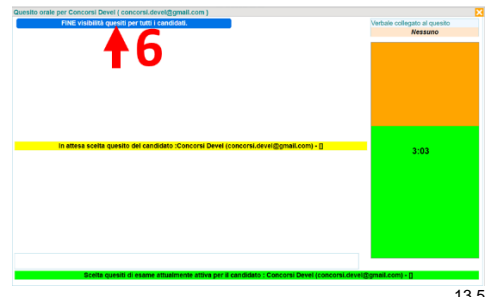 Quesito orale per Concorsi Devel ( concorsi.devel@gmail.com )
FINE visibilità quesiti per tutti i candidati.
Verbale collegato al quesito
Nessuno
6
In attesa scelta quesito del candidato :Concorsi Devel (concorsi.devel@gmail.com) - []
3:03
Scelta quesiti di esame attualmente attiva per il candidato : Concorsi Devel (concorsi.devel@gmail.com) - []
13.5